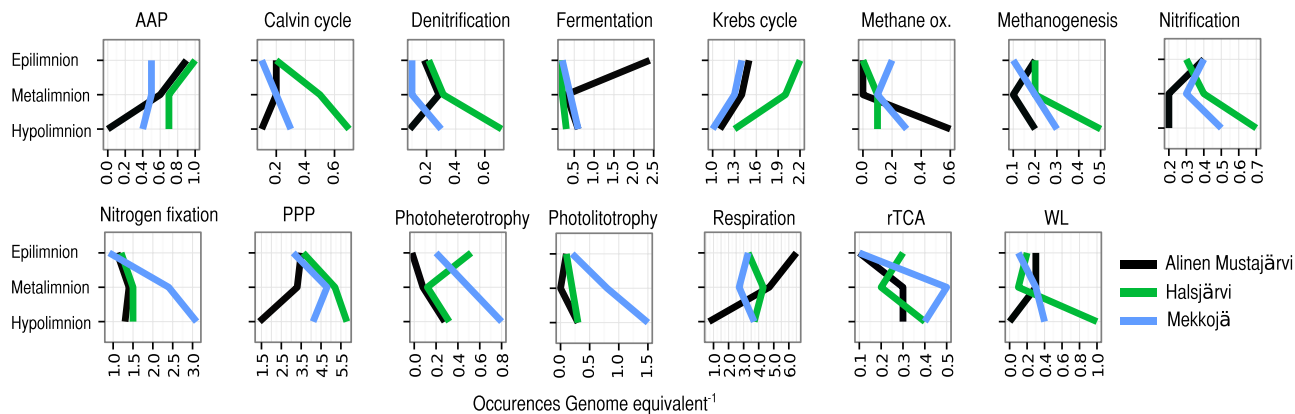 AAP Calvin cycle Denitrification Fermentation Krebs cycle Methane ox. Methanogenesis Nitrification
Epilimnion
Metalimnion
Hypolimnion
0.0 0.2 0.4 0.6 0.8 1.0 0.0 0.2 0.4 0.6 0.0 0.2 0.4 0.6 0.5 1.0 1.5 2.0 2.5 1.0 1.3 1.6 1.9 2.2 0.0 0.2 0.4 0.6 0.1 0.2 0.3 0.4 0.5 0.2 0.3 0.4 0.5 0.6 0.7
Nitrogen fixation PPP Photoheterotrophy Photolitotrophy Respiration rTCA WL
Epilimnion
Metalimnion
Hypolimnion
1.0 1.5 2.0 2.5 3.0 1.5 2.5 3.5 4.5 5.5 0.0 0.2 0.4 0.6 0.8 0.0 0.5 1.0 1.5 1.0 2.0 3.0 4.0 5.0 6.0 0.1 0.2 0.3 0.4 0.5 0.0 0.2 0.4 0.6 0.8 1.0
Alinen Mustajärvi
Halsjärvi
Mekkojä
Occurences Genome equivalent⁻¹